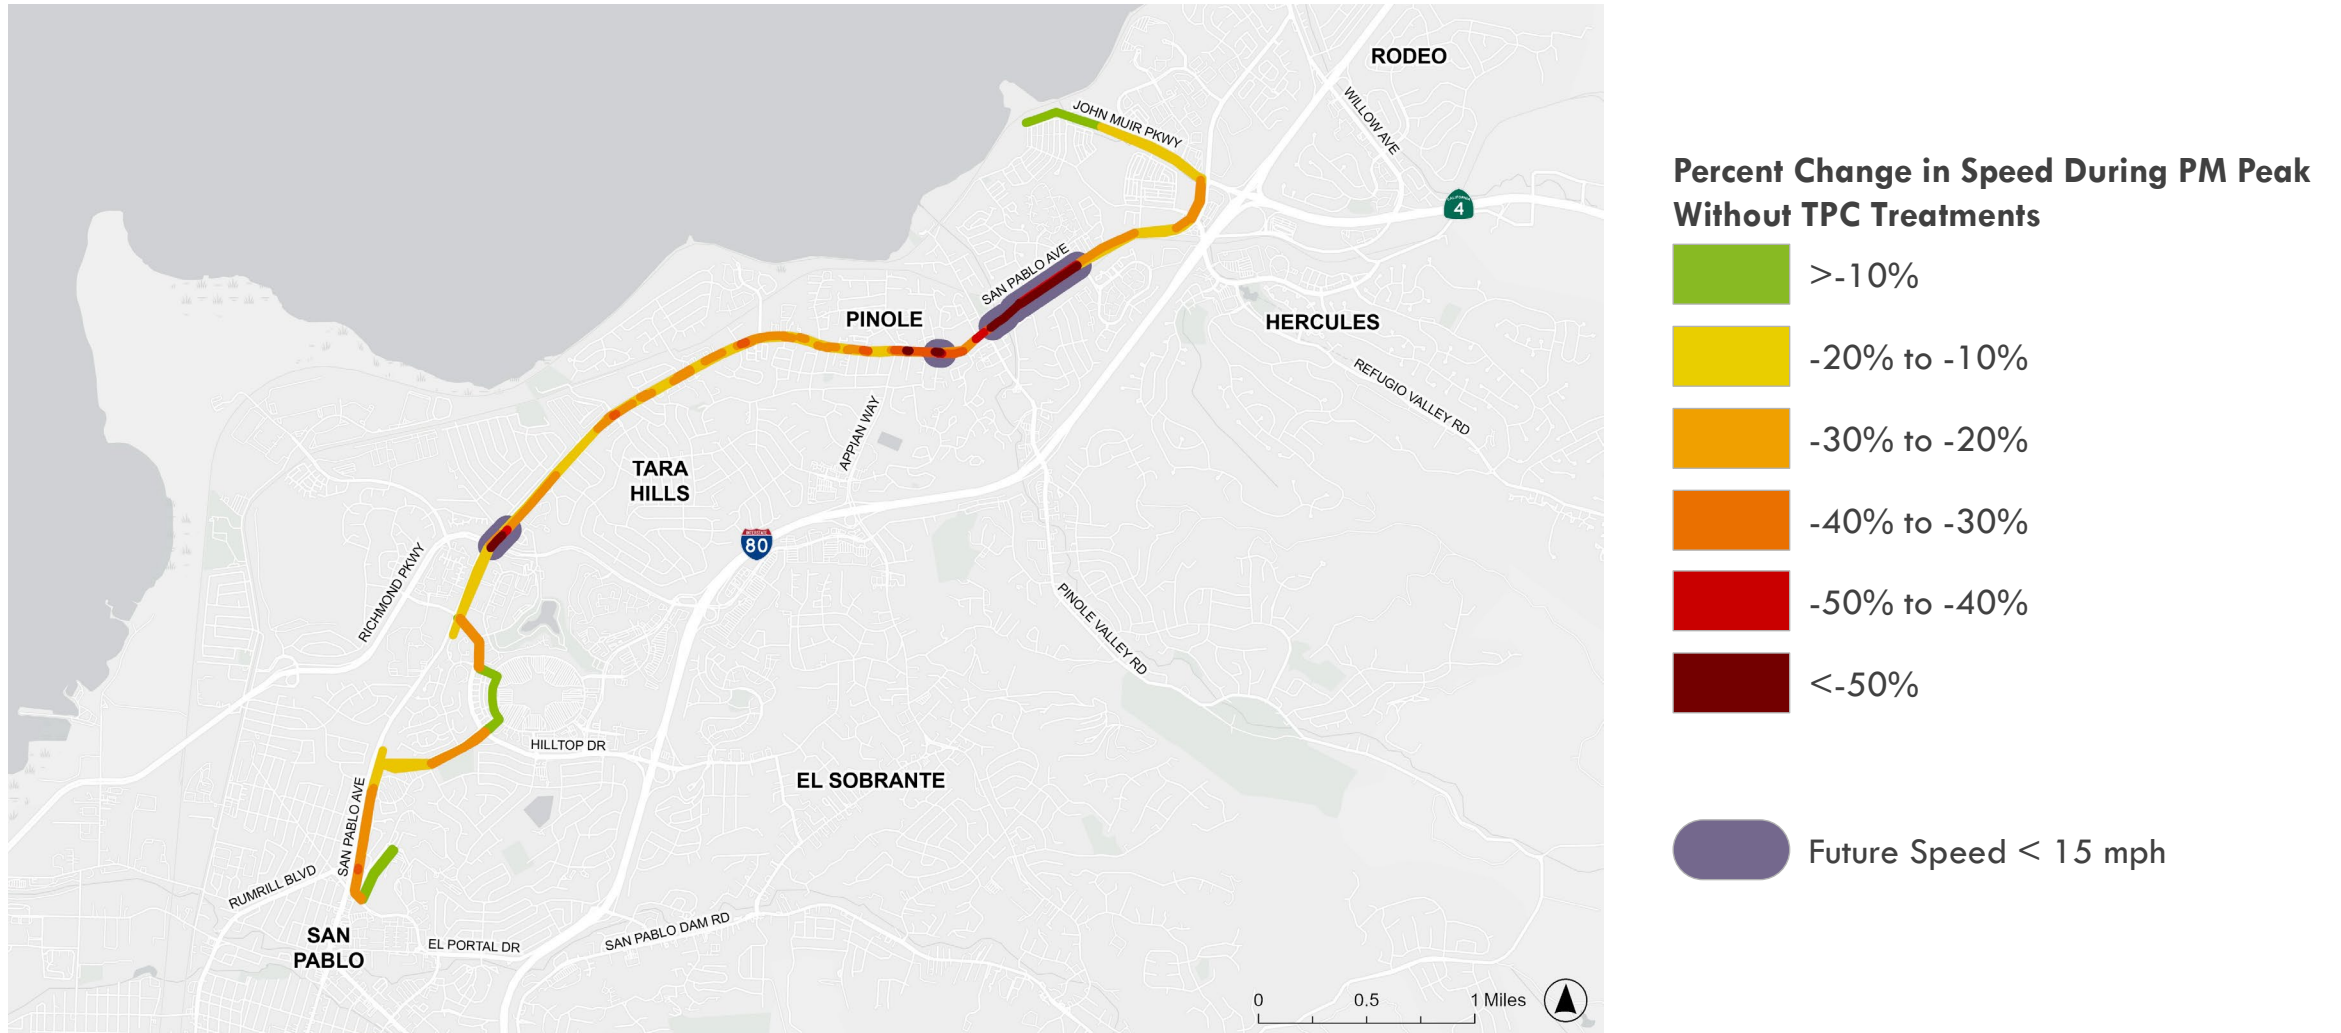 RODEO
JOHN MUIR PKWY
WILLOW AVE
CALIFORNIA
4
SAN PABLO AVE
PINOLE
HERCULES
REFUGIO VALLEY RD
APPIAN WAY
TARA
HILLS
80
RICHMOND PKWY
PINOLE VALLEY RD
HILLTOP DR
EL SOBRANTE
SAN PABLO AVE
RUMRILL BLVD
SAN
PABLO
EL PORTAL DR
SAN PABLO DAM RD
0 0.5 1 Miles
Percent Change in Speed During PM Peak
Without TPC Treatments
>-10%
-20% to -10%
-30% to -20%
-40% to -30%
-50% to -40%
<-50%
Future Speed < 15 mph